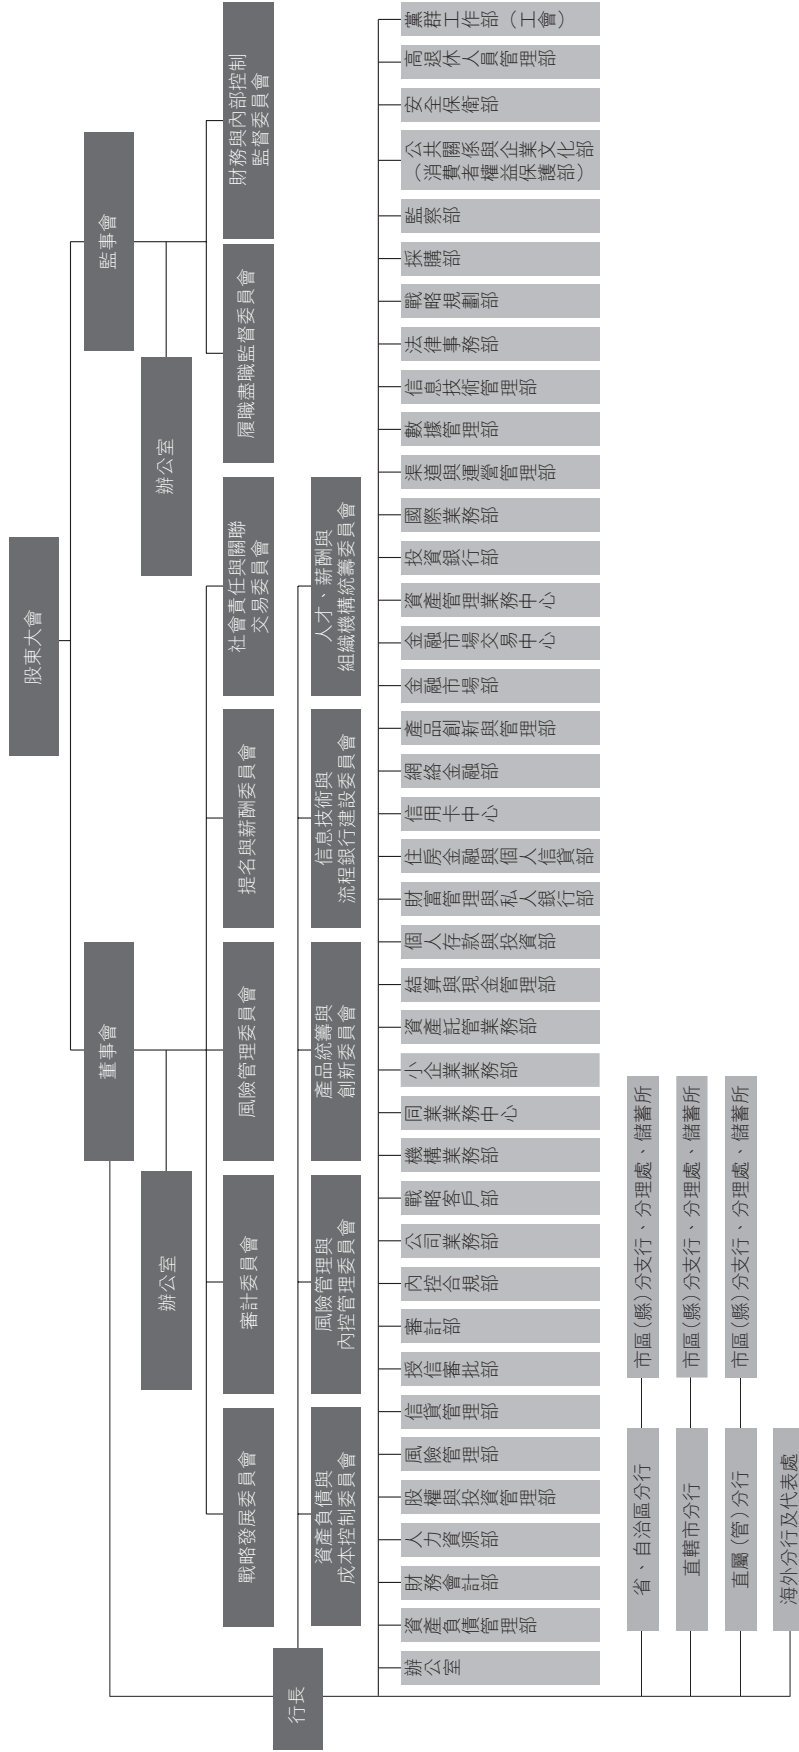 股東大會
董事會
監事會
辦公室
辦公室
戰略發展委員會
審計委員會
風險管理委員會
提名與薪酬委員會
社會責任與關聯
交易委員會
履職盡職監督委員會
財務與內部控制
監督委員會
行長
資產負債與
成本控制委員會
風險管理與
內控管理委員會
產品統籌與
創新委員會
信息技術與
流程銀行建設委員會
人才、薪酬與
組織機構統籌委員會
辦公室
資產負債管理部
財務會計部
人力資源部
股權與投資管理部
風險管理部
信貸管理部
授信審批部
審計部
內控合規部
公司業務部
戰略客戶部
機構業務部
同業業務中心
小企業業務部
資產託管業務部
結算與現金管理部
個人存款與投資部
財富管理與私人銀行部
住房金融與個人信貸部
信用卡中心
網絡金融部
產品創新與管理部
金融市場部
金融市場交易中心
資產管理業務中心
投資銀行部
國際業務部
渠道與運營管理部
數據管理部
信息技術管理部
法律事務部
戰略規劃部
採購部
監察部
公共關係與企業文化部
（消費者權益保護部）
安全保衛部
高退休人員管理部
黨群工作部（工會）
省、自治區分行
市區（縣）分支行、分理處、儲蓄所
直轄市分行
市區（縣）分支行、分理處、儲蓄所
直屬（管）分行
市區（縣）分支行、分理處、儲蓄所
海外分行及代表處